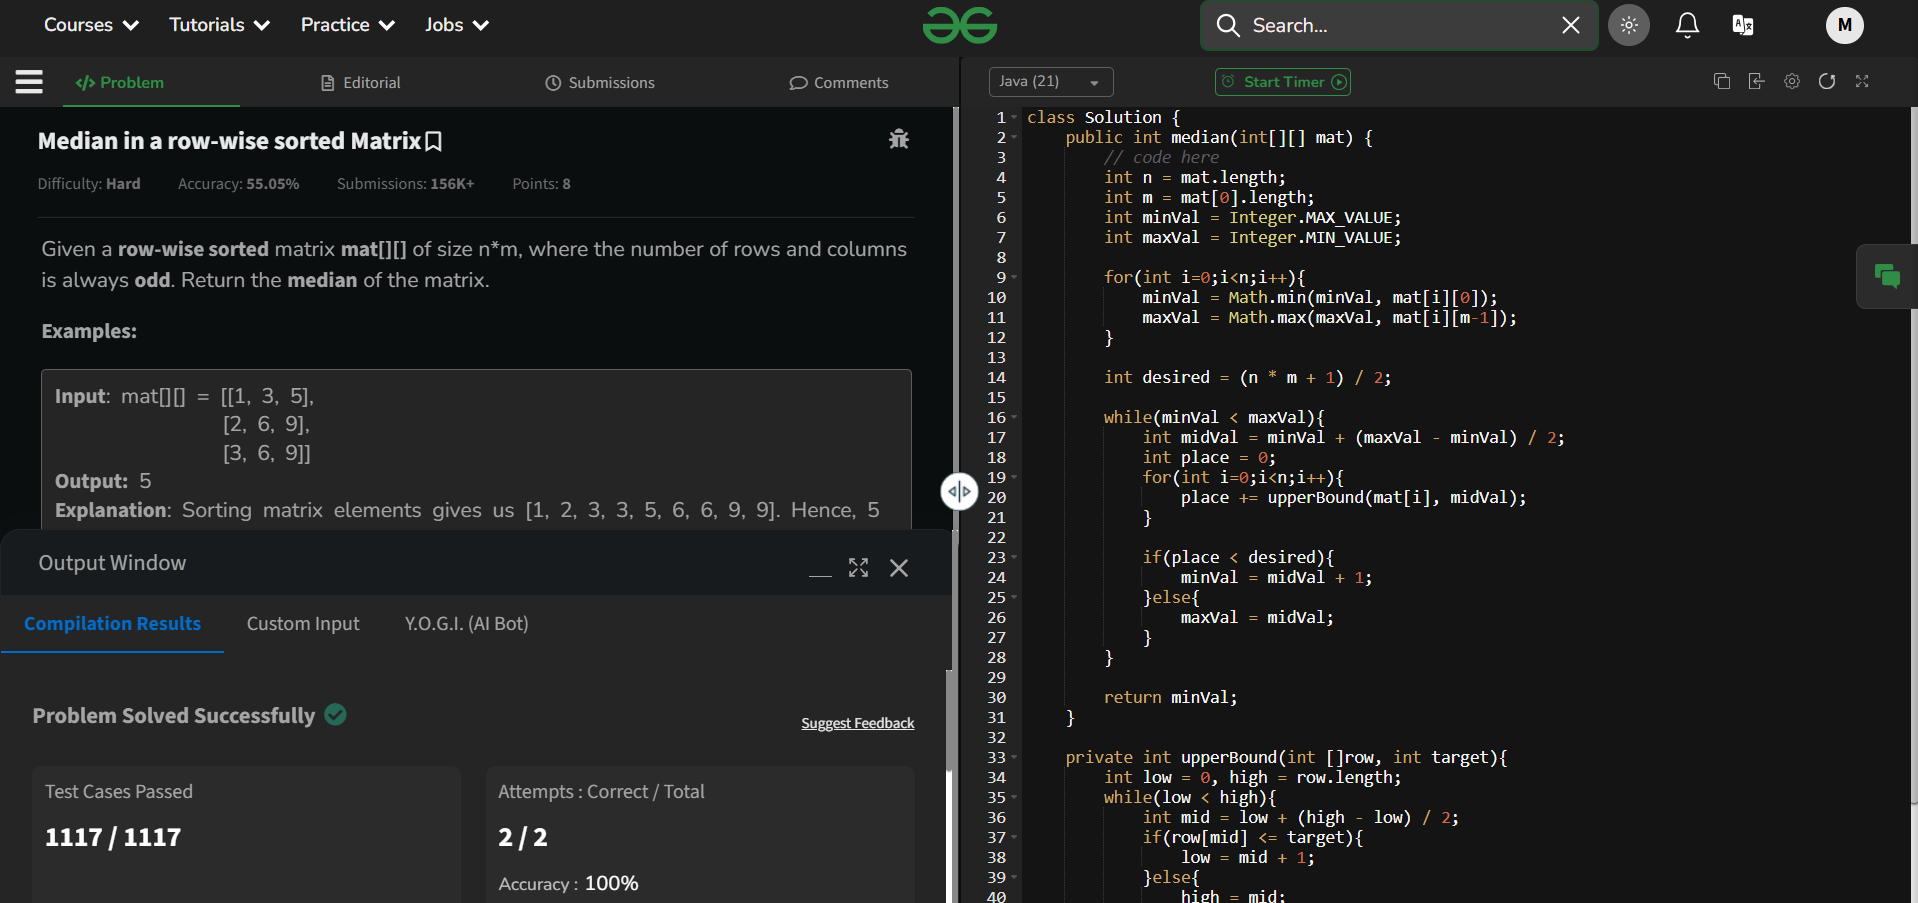 Courses Tutorials Practice Jobs Search... M
Problem Editorial Submissions Comments
Java (21) Start Timer
Median in a row-wise sorted Matrix
Difficulty: Hard Accuracy: 55.05% Submissions: 156K+ Points: 8
Given a row-wise sorted matrix mat[][] of size n*m, where the number of rows and columns
is always odd. Return the median of the matrix.
Examples:
Input: mat[][] = [[1, 3, 5],
[2, 6, 9],
[3, 6, 9]]
Output: 5
Explanation: Sorting matrix elements gives us [1, 2, 3, 3, 5, 6, 6, 9, 9]. Hence, 5
Output Window
Compilation Results Custom Input Y.O.G.I. (AI Bot)
Problem Solved Successfully
Suggest Feedback
Test Cases Passed
1117 / 1117
Attempts : Correct / Total
2 / 2
Accuracy : 100%
1 class Solution {
2 public int median(int[][] mat) {
3 // code here
4 int n = mat.length;
5 int m = mat[0].length;
6 int minVal = Integer.MAX_VALUE;
7 int maxVal = Integer.MIN_VALUE;
8
9 for(int i=0;i<n;i++){
10 minVal = Math.min(minVal, mat[i][0]);
11 maxVal = Math.max(maxVal, mat[i][m-1]);
12 }
13
14 int desired = (n * m + 1) / 2;
15
16 while(minVal < maxVal){
17 int midVal = minVal + (maxVal - minVal) / 2;
18 int place = 0;
19 for(int i=0;i<n;i++){
20 place += upperBound(mat[i], midVal);
21 }
22
23 if(place < desired){
24 minVal = midVal + 1;
25 }else{
26 maxVal = midVal;
27 }
28 }
29
30 return minVal;
31 }
32
33 private int upperBound(int []row, int target){
34 int low = 0, high = row.length;
35 while(low < high){
36 int mid = low + (high - low) / 2;
37 if(row[mid] <= target){
38 low = mid + 1;
39 }else{
40 high = mid;